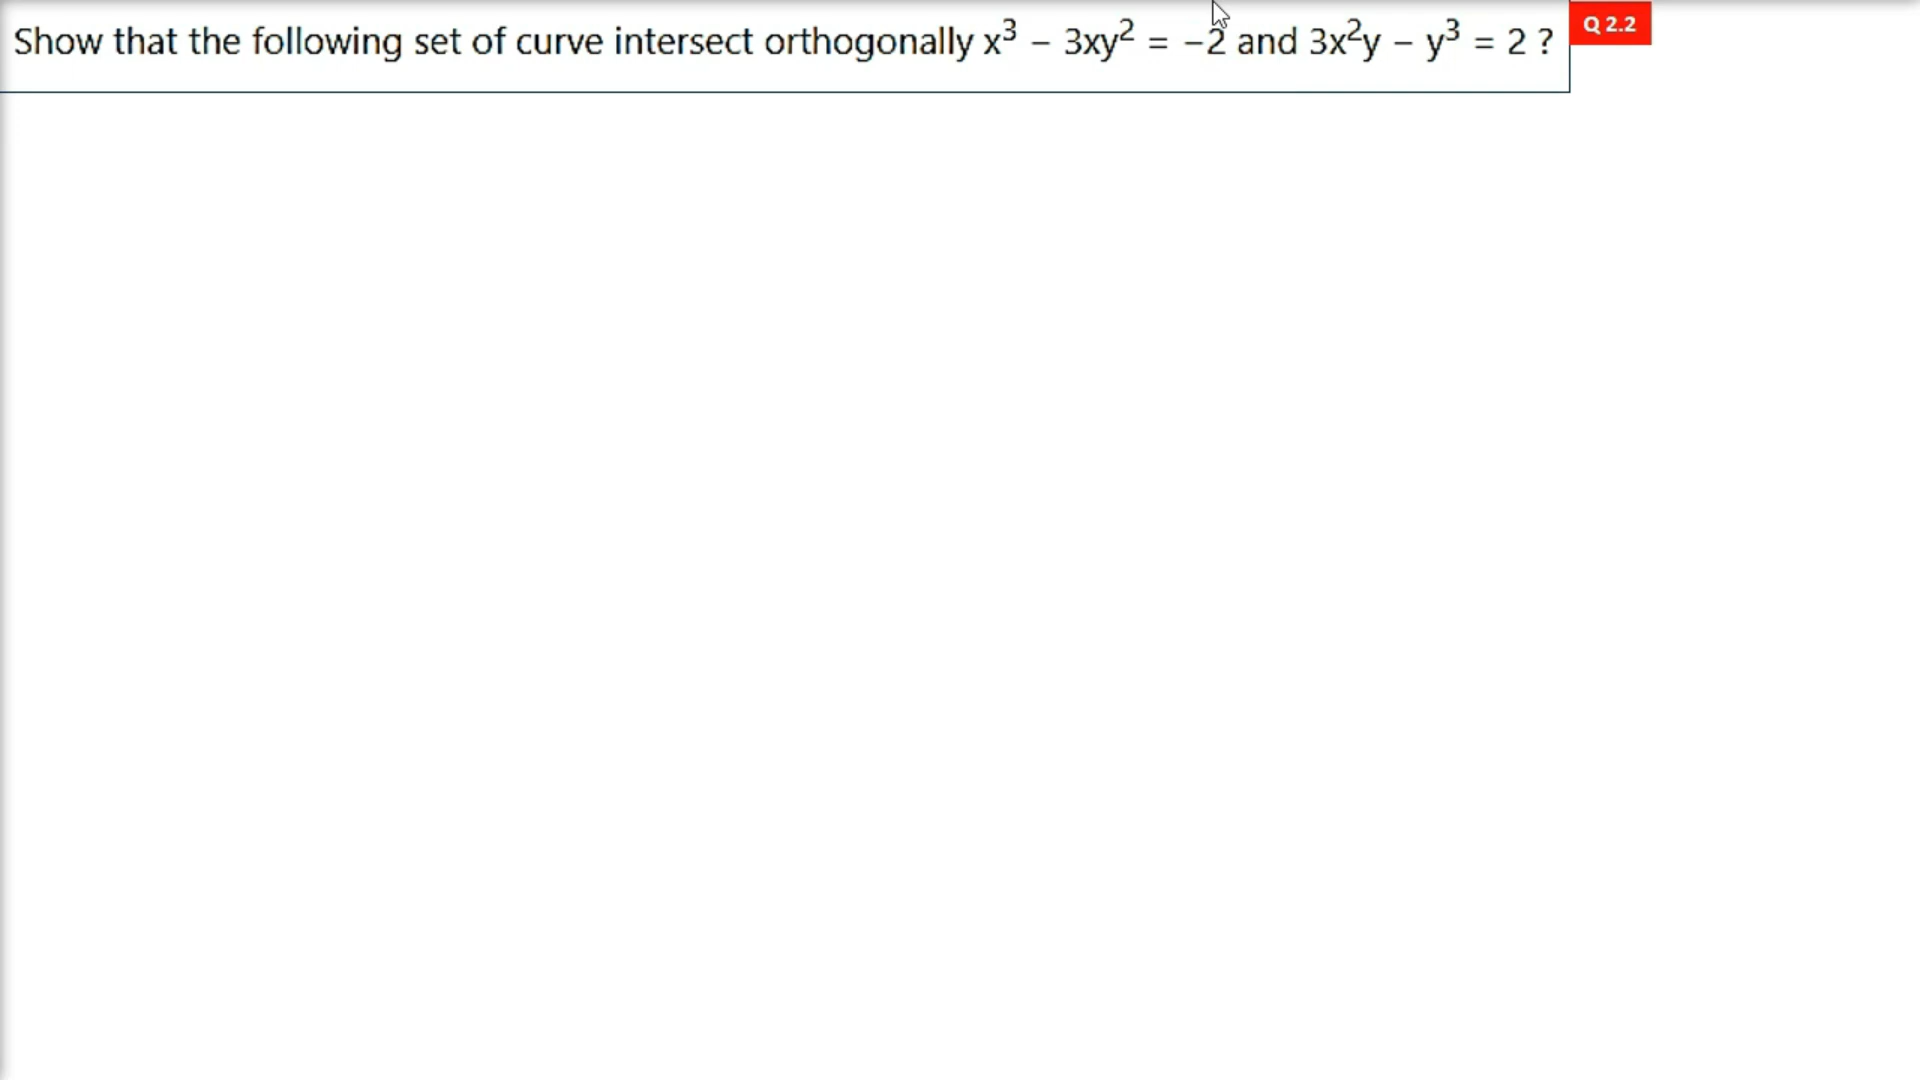 Show that the following set of curve intersect orthogonally x³ – 3xy² = –2 and 3x²y – y³ = 2 ?
Q 2.2